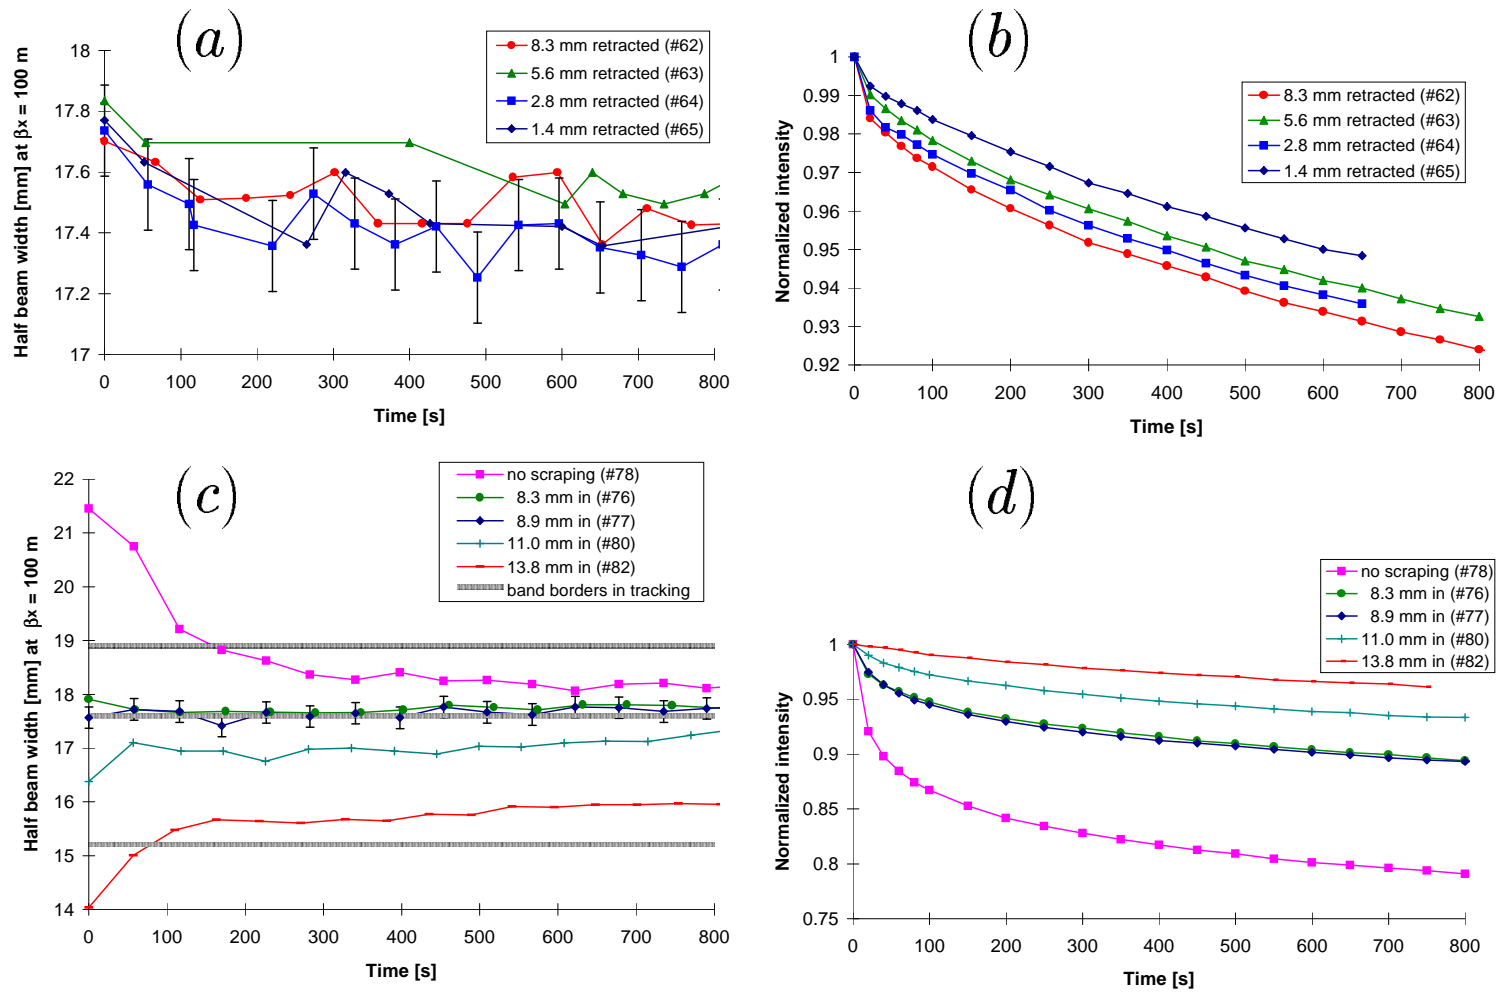 (a)
8.3 mm retracted (#62)
5.6 mm retracted (#63)
2.8 mm retracted (#64)
1.4 mm retracted (#65)
Half beam width [mm] at βx = 100 m
18
17.8
17.6
17.4
17.2
17
0 100 200 300 400 500 600 700 800
Time [s]
(b)
8.3 mm retracted (#62)
5.6 mm retracted (#63)
2.8 mm retracted (#64)
1.4 mm retracted (#65)
Normalized intensity
1
0.99
0.98
0.97
0.96
0.95
0.94
0.93
0.92
0 100 200 300 400 500 600 700 800
Time [s]
(c)
no scraping (#78)
8.3 mm in (#76)
8.9 mm in (#77)
11.0 mm in (#80)
13.8 mm in (#82)
band borders in tracking
Half beam width [mm] at βx = 100 m
22
21
20
19
18
17
16
15
14
0 100 200 300 400 500 600 700 800
Time [s]
(d)
no scraping (#78)
8.3 mm in (#76)
8.9 mm in (#77)
11.0 mm in (#80)
13.8 mm in (#82)
Normalized intensity
1
0.95
0.9
0.85
0.8
0.75
0 100 200 300 400 500 600 700 800
Time [s]